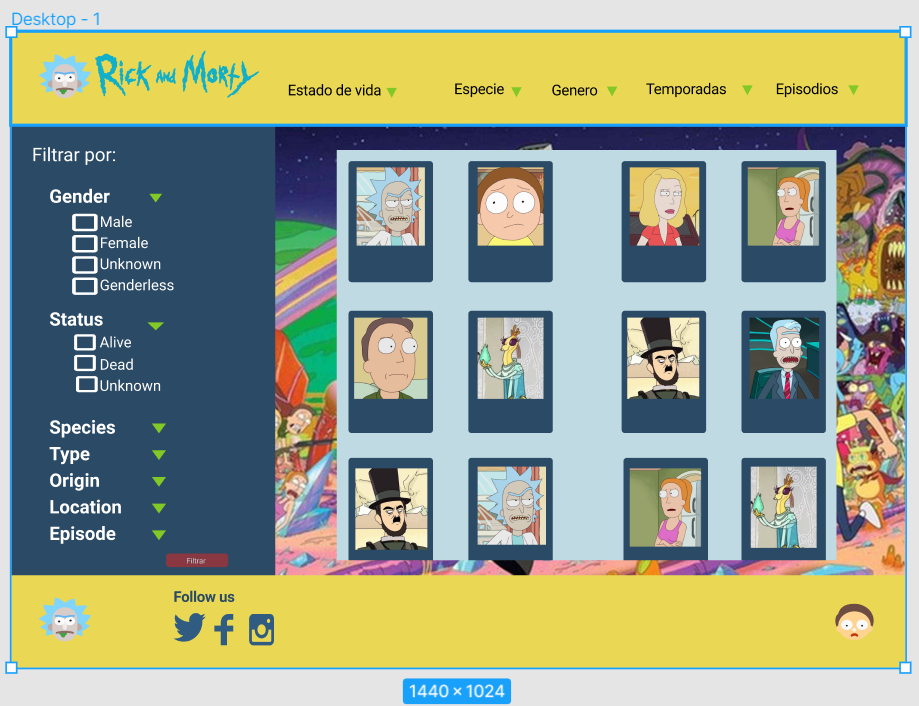 Desktop - 1
Rick and Morty
Estado de vida
Especie
Genero
Temporadas
Episodios
Filtrar por:
Gender
Male
Female
Unknown
Genderless
Status
Alive
Dead
Unknown
Species
Type
Origin
Location
Episode
Filtrar
Follow us
1440 × 1024